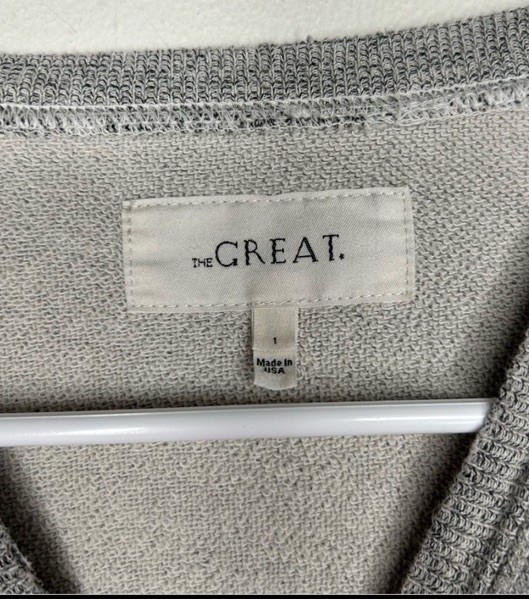 THE GREAT.
1
Made In
USA